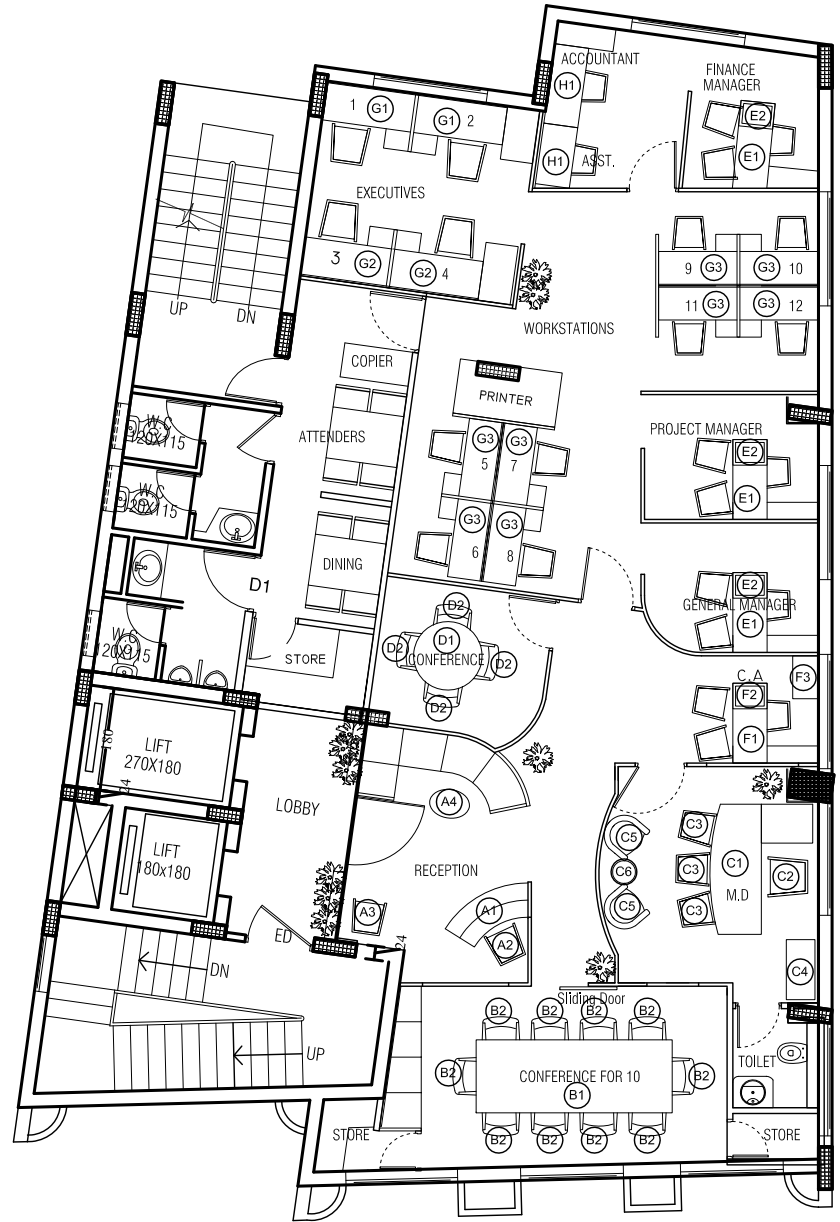 ACCOUNTANT
FINANCE
MANAGER
H1
E2
1 G1
G1 2
E1
H1 ASST.
EXECUTIVES
3 G2
G2 4
9 G3
G3 10
11 G3
G3 12
UP
DN
WORKSTATIONS
COPIER
PRINTER
ATTENDERS
W.C
120X115
G3
G3
5
7
PROJECT MANAGER
E2
E1
W.C
120X115
G3
G3
6
8
DINING
D1
E2
GENERAL MANAGER
E1
W.C
120X115
STORE
D2
D1
D2
CONFERENCE
D2
D2
C.A
F3
F2
F1
LIFT
270X180
180
24
LOBBY
A4
LIFT
180x180
RECEPTION
C3
C5
C1
C6
C3
C2
M.D
C5
C3
A3
A1
A2
ED
24
DN
UP
C4
Sliding Door
B2
B2
B2
B2
TOILET
B2
CONFERENCE FOR 10
B2
B1
STORE
B2
B2
B2
B2
STORE